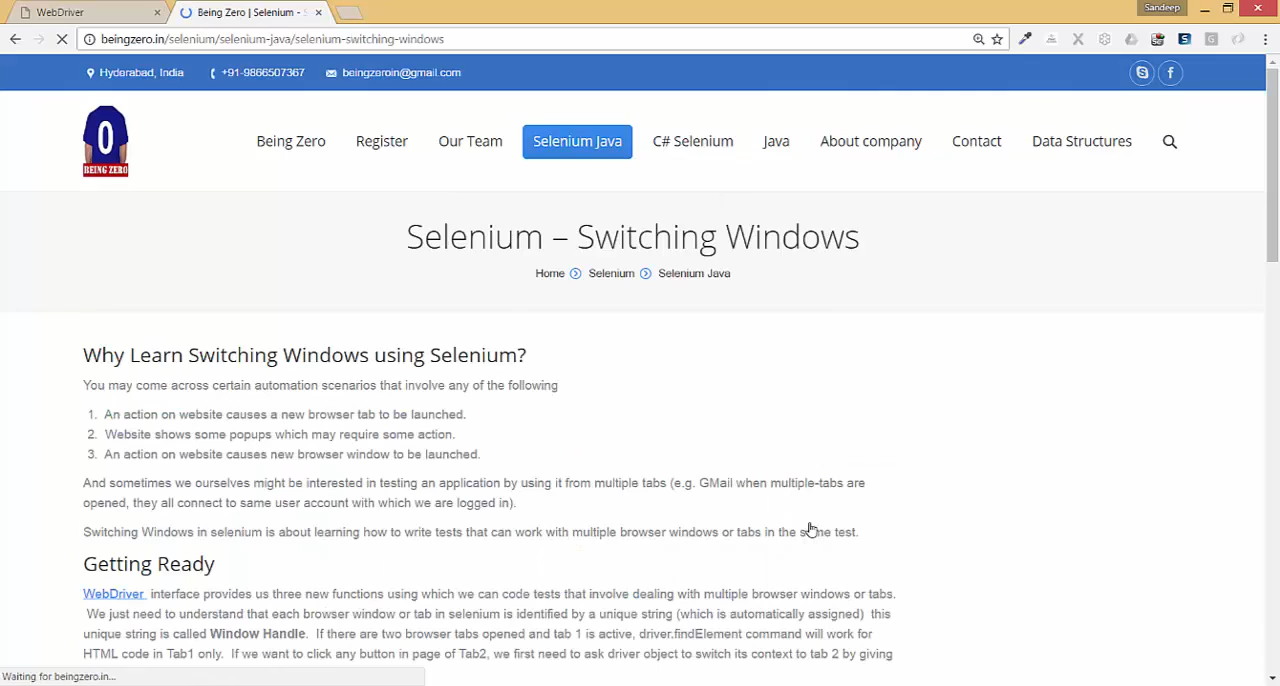 WebDriver
Being Zero | Selenium - S
Sandeep
beingzero.in/selenium/selenium-java/selenium-switching-windows
Hyderabad, India +91-9866507367 beingzeroin@gmail.com
0
BEING ZERO
Being Zero Register Our Team Selenium Java C# Selenium Java About company Contact Data Structures
Selenium – Switching Windows
Home Selenium Selenium Java
Why Learn Switching Windows using Selenium?
You may come across certain automation scenarios that involve any of the following
1. An action on website causes a new browser tab to be launched.
2. Website shows some popups which may require some action.
3. An action on website causes new browser window to be launched.
And sometimes we ourselves might be interested in testing an application by using it from multiple tabs (e.g. GMail when multiple-tabs are
opened, they all connect to same user account with which we are logged in).
Switching Windows in selenium is about learning how to write tests that can work with multiple browser windows or tabs in the same test.
Getting Ready
WebDriver interface provides us three new functions using which we can code tests that involve dealing with multiple browser windows or tabs.
We just need to understand that each browser window or tab in selenium is identified by a unique string (which is automatically assigned) this
unique string is called Window Handle. If there are two browser tabs opened and tab 1 is active, driver.findElement command will work for
HTML code in Tab1 only. If we want to click any button in page of Tab2, we first need to ask driver object to switch its context to tab 2 by giving
Waiting for beingzero.in...